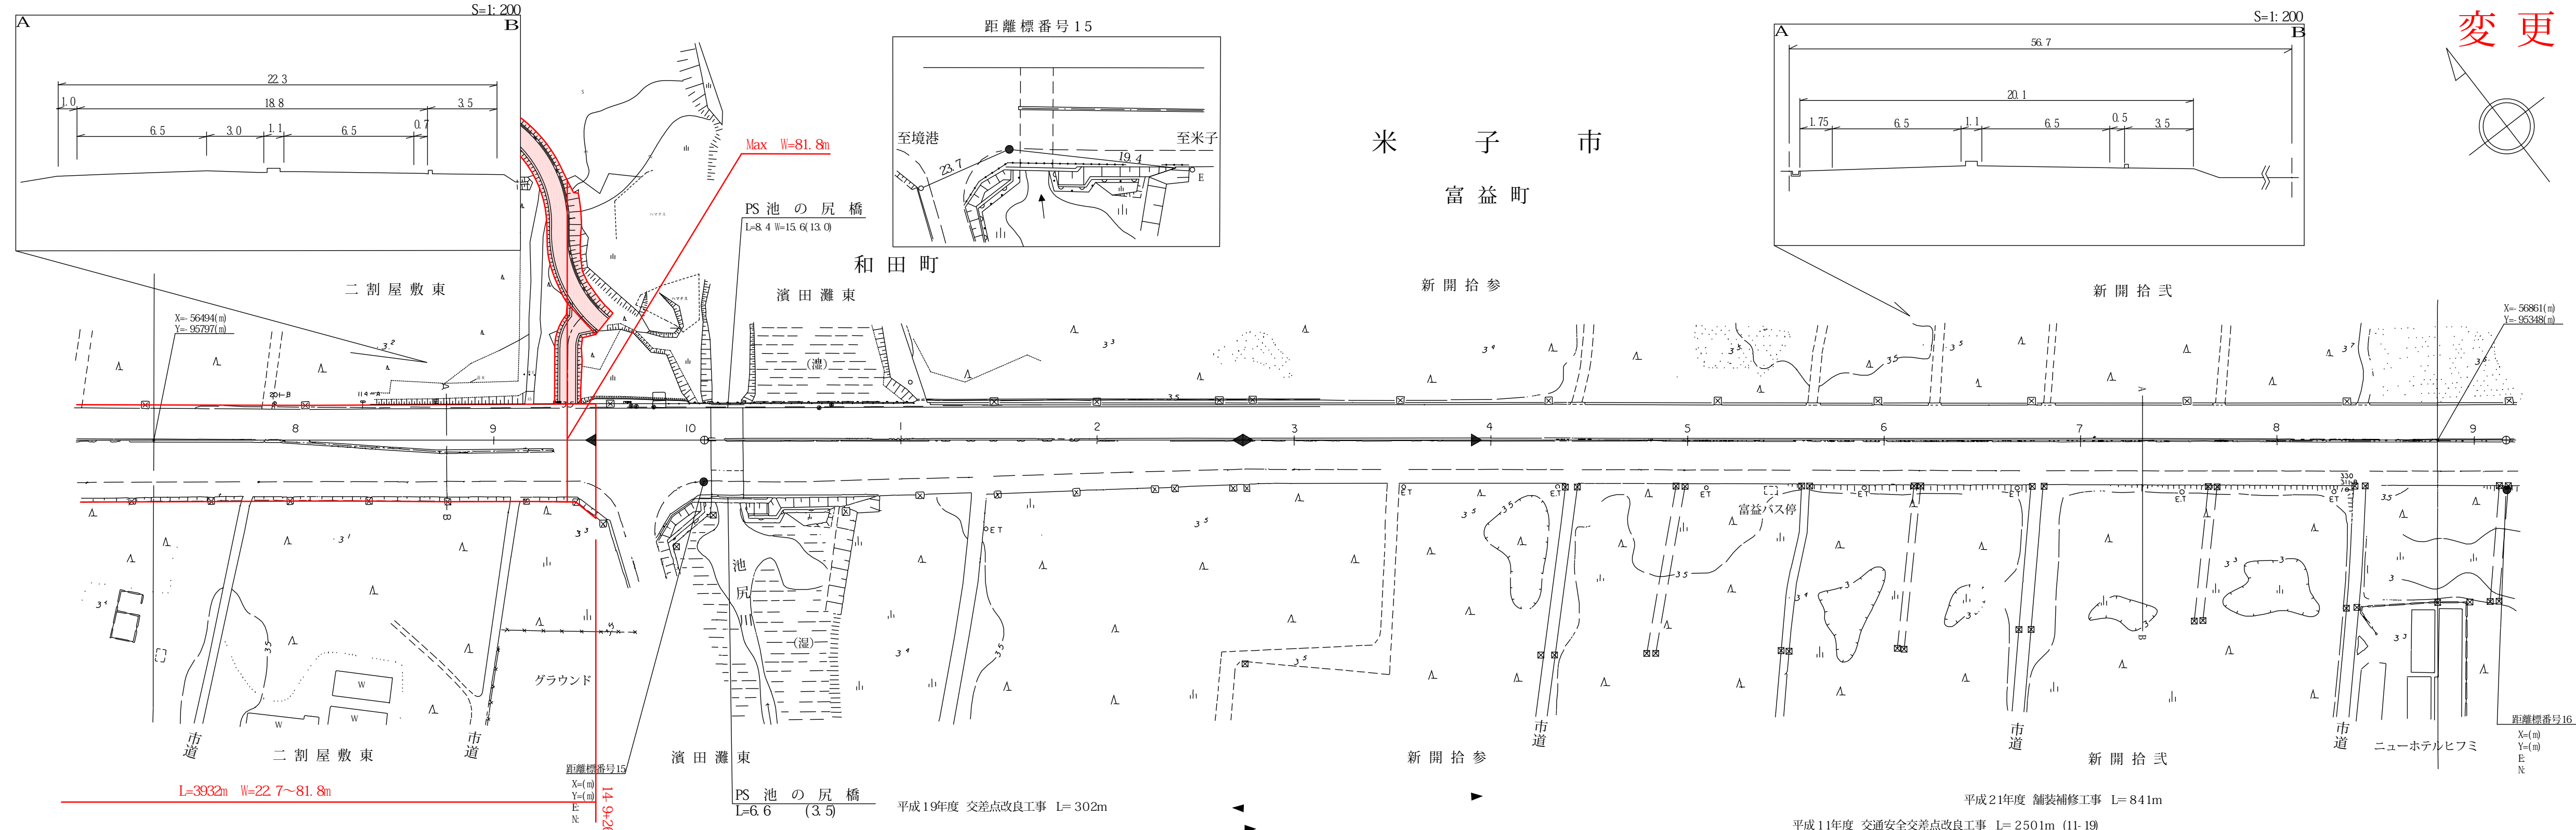 S=1:200
A
B
22.3
1.0
18.8
3.5
6.5
3.0
1.1
6.5
0.7
距離標番号15
至境港
至米子
23.7
19.4
E
S=1:200
A
B
56.7
20.1
1.75
6.5
1.1
6.5
0.5
3.5
変更
Max W=81.8m
米子市
富益町
和田町
PS 池の尻橋
L=8.4 W=15.6(13.0)
二割屋敷東
濱田灘東
新開拾参
新開拾弐
X=-56494(m)
Y=-95797(m)
X=-56861(m)
Y=-95348(m)
ハマナス
ハマナス
(湿)
8
9
10
1
2
3
4
5
6
7
8
9
A
B
A
B
富益バス停
池尻川
(湿)
グラウンド
W
W
W
市道
市道
市道
市道
市道
ニューホテルヒフミ
二割屋敷東
濱田灘東
新開拾参
新開拾弐
距離標番号16
X=(m)
Y=(m)
E:
N:
距離標番号15
X=(m)
Y=(m)
E:
N:
L=3932m W=22.7～81.8m
PS 池の尻橋
L=6.6 (3.5)
平成19年度 交差点改良工事 L=302m
平成21年度 舗装補修工事 L=841m
平成11年度 交通安全交差点改良工事 L=2501m (11-19)